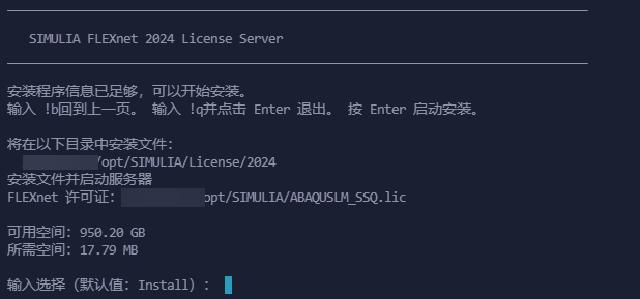 SIMULIA FLEXnet 2024 License Server
安装程序信息已足够，可以开始安装。
输入 !b回到上一页。 输入 !q并点击 Enter 退出。 按 Enter 启动安装。
将在以下目录中安装文件:
/opt/SIMULIA/License/2024
安装文件并启动服务器
FLEXnet 许可证: opt/SIMULIA/ABAQUSLM_SSQ.lic
可用空间: 950.20 GB
所需空间: 17.79 MB
输入选择（默认值: Install）: